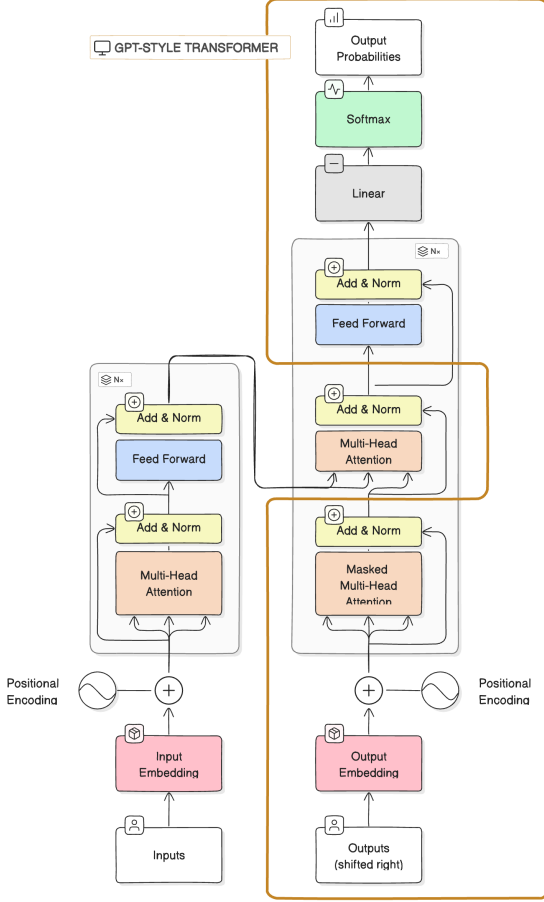 GPT-STYLE TRANSFORMER
Output
Probabilities
Softmax
Linear
N×
Add & Norm
Feed Forward
Add & Norm
Multi-Head
Attention
Add & Norm
Masked
Multi-Head
Attention
Positional
Encoding
Output
Embedding
Outputs
(shifted right)
N×
Add & Norm
Feed Forward
Add & Norm
Multi-Head
Attention
Positional
Encoding
Input
Embedding
Inputs